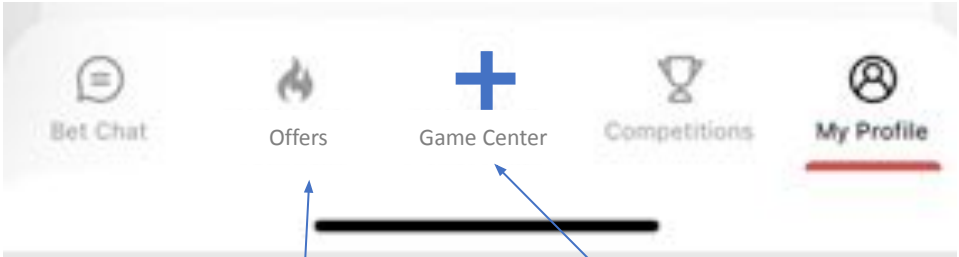 Bet Chat
Offers
Game Center
Competitions
My Profile